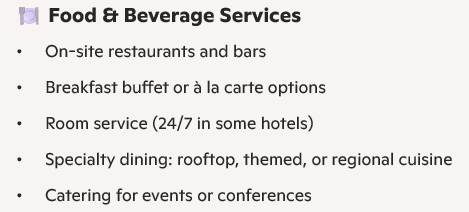 🍽️ Food & Beverage Services
• On-site restaurants and bars
• Breakfast buffet or à la carte options
• Room service (24/7 in some hotels)
• Specialty dining: rooftop, themed, or regional cuisine
• Catering for events or conferences